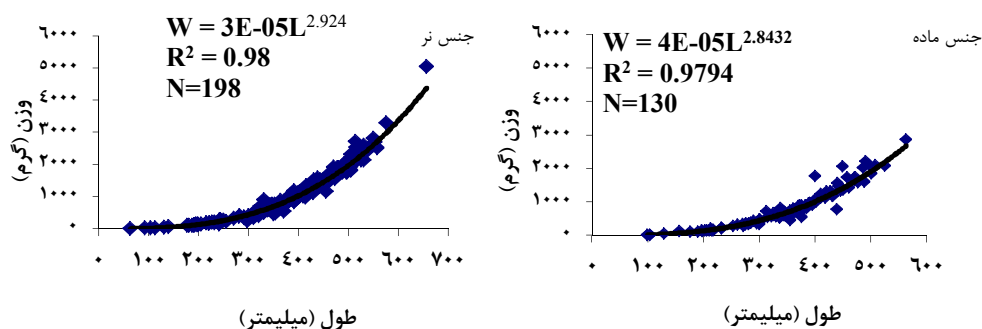 جنس نر
W = 3E-05L2.924
R2 = 0.98
N=198
وزن (گرم)
٦٠٠٠
٥٠٠٠
٤٠٠٠
٣٠٠٠
٢٠٠٠
١٠٠٠
٠
٠ ١٠٠ ٢٠٠ ٣٠٠ ٤٠٠ ٥٠٠ ٦٠٠ ٧٠٠
طول (میلیمتر)
جنس ماده
W = 4E-05L2.8432
R2 = 0.9794
N=130
وزن (گرم)
٦٠٠٠
٥٠٠٠
٤٠٠٠
٣٠٠٠
٢٠٠٠
١٠٠٠
٠
٠ ١٠٠ ٢٠٠ ٣٠٠ ٤٠٠ ٥٠٠ ٦٠٠
طول (میلیمتر)